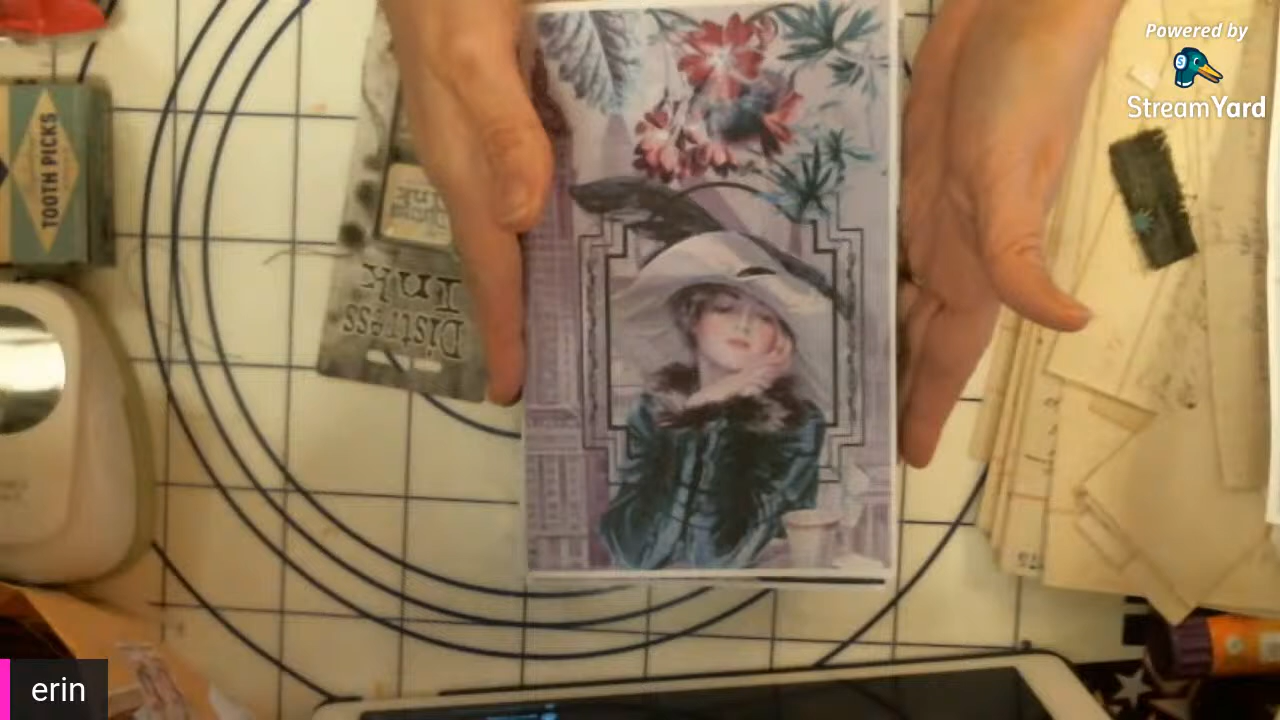 Powered by
StreamYard
TOOTH PICKS
Distress
Ink
erin